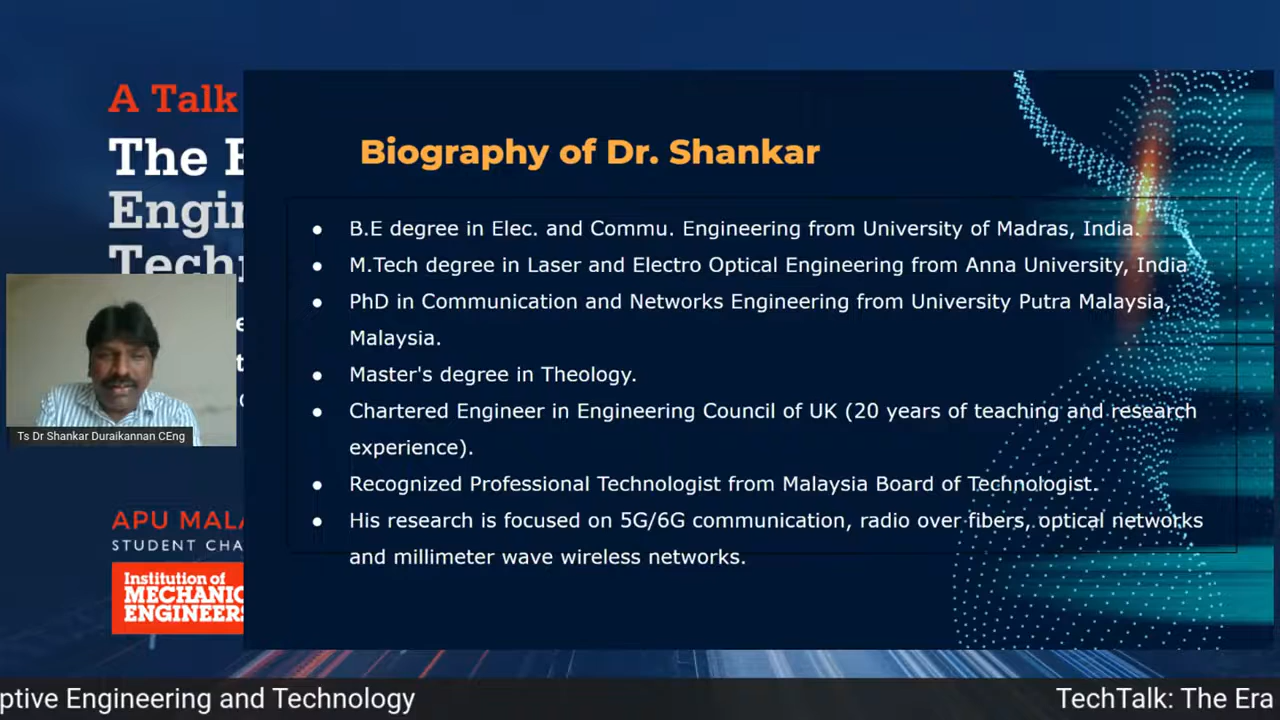 A Talk
The E
Engin
Techn
Biography of Dr. Shankar
● B.E degree in Elec. and Commu. Engineering from University of Madras, India.
● M.Tech degree in Laser and Electro Optical Engineering from Anna University, India
● PhD in Communication and Networks Engineering from University Putra Malaysia,
Malaysia.
● Master's degree in Theology.
● Chartered Engineer in Engineering Council of UK (20 years of teaching and research
experience).
● Recognized Professional Technologist from Malaysia Board of Technologist.
● His research is focused on 5G/6G communication, radio over fibers, optical networks
and millimeter wave wireless networks.
Ts Dr Shankar Duraikannan CEng
APU MALA
STUDENT CHA
Institution of
MECHANIC
ENGINEERS
ptive Engineering and Technology
TechTalk: The Era